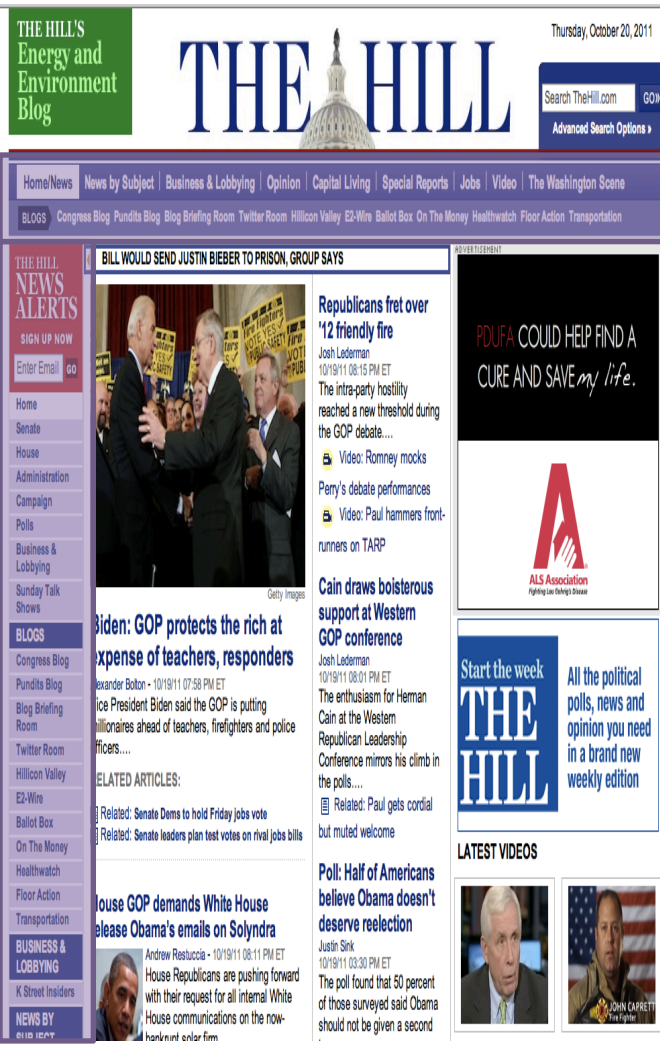 THE HILL'S
Energy and
Environment
Blog
THE HILL
Thursday, October 20, 2011
Search TheHill.com GO»
Advanced Search Options »
Home/News News by Subject Business & Lobbying Opinion Capital Living Special Reports Jobs Video The Washington Scene
BLOGS Congress Blog Pundits Blog Blog Briefing Room Twitter Room Hillicon Valley E2-Wire Ballot Box On The Money Healthwatch Floor Action Transportation
THE HILL
NEWS
ALERTS
SIGN UP NOW
Enter Email GO
Home
Senate
House
Administration
Campaign
Polls
Business &
Lobbying
Sunday Talk
Shows
BLOGS
Congress Blog
Pundits Blog
Blog Briefing
Room
Twitter Room
Hillicon Valley
E2-Wire
Ballot Box
On The Money
Healthwatch
Floor Action
Transportation
BUSINESS &
LOBBYING
K Street Insiders
NEWS BY
SUBJECT
BILL WOULD SEND JUSTIN BIEBER TO PRISON, GROUP SAYS
Getty Images
Biden: GOP protects the rich at
expense of teachers, responders
lexander Bolton - 10/19/11 07:58 PM ET
ice President Biden said the GOP is putting
millionaires ahead of teachers, firefighters and police
fficers....
ELATED ARTICLES:
Related: Senate Dems to hold Friday jobs vote
Related: Senate leaders plan test votes on rival jobs bills
House GOP demands White House
elease Obama's emails on Solyndra
Andrew Restuccia - 10/19/11 08:11 PM ET
House Republicans are pushing forward
with their request for all internal White
House communications on the now-
bankrupt solar firm
Republicans fret over
'12 friendly fire
Josh Lederman
10/19/11 08:15 PM ET
The intra-party hostility
reached a new threshold during
the GOP debate....
Video: Romney mocks
Perry's debate performances
Video: Paul hammers front-
runners on TARP
Cain draws boisterous
support at Western
GOP conference
Josh Lederman
10/19/11 08:01 PM ET
The enthusiasm for Herman
Cain at the Western
Republican Leadership
Conference mirrors his climb in
the polls....
Related: Paul gets cordial
but muted welcome
Poll: Half of Americans
believe Obama doesn't
deserve reelection
Justin Sink
10/19/11 03:30 PM ET
The poll found that 50 percent
of those surveyed said Obama
should not be given a second
ADVERTISEMENT
PDUFA COULD HELP FIND A
CURE AND SAVE my life.
ALS Association
Fighting Lou Gehrig's Disease
Start the week
THE
HILL
All the political
polls, news and
opinion you need
in a brand new
weekly edition
LATEST VIDEOS
JOHN CAPRETT
Fire Fighter